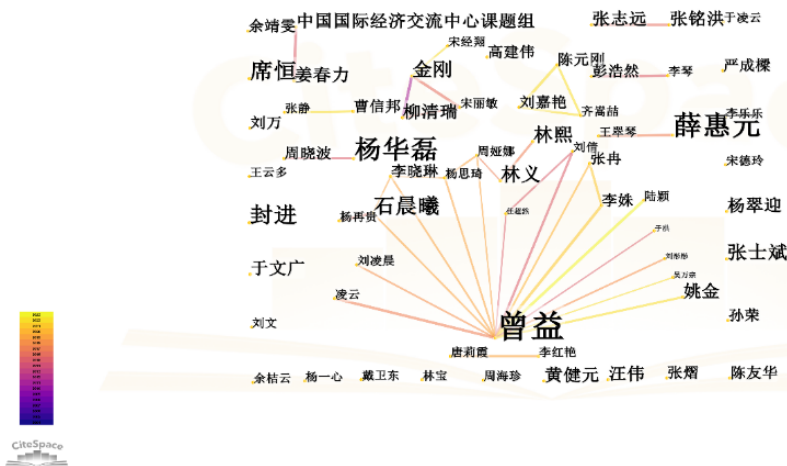 余靖雯
中国国际经济交流中心课题组
张志远
张铭洪
于凌云
宋经翔
高建伟
席恒
姜春力
金刚
陈元刚
彭浩然
李琴
严成樑
张静
曹信邦
柳清瑞
宋丽敏
刘嘉艳
齐嵩喆
刘万
林熙
王翠琴
薛惠元
李乐乐
周晓波
杨华磊
周娅娜
刘倩
张冉
宋德玲
王云多
李晓琳
杨思琦
林义
封进
杨再贵
石晨曦
李姝
陆颖
杨翠迎
于洪
于文广
刘凌晨
张士斌
凌云
姚金
刘文
曾益
孙荣
唐莉霞
李红艳
余桔云
杨一心
戴卫东
林宝
周海珍
黄健元
汪伟
张熠
陈友华
CiteSpace